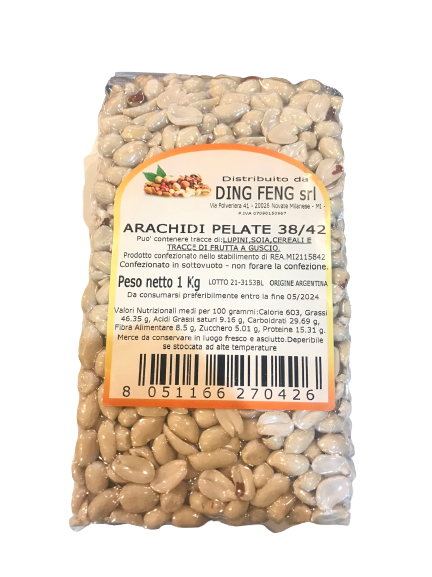 Distribuito da
DING FENG srl
Via Polveriera 41 - 20026 Novate Milanese - MI -
P.IVA 07090150967
ARACHIDI PELATE 38/42
Puo' contenere tracce di:LUPINI,SOIA,CEREALI E
TRACCE DI FRUTTA A GUSCIO.
Prodotto confezionato nello stabilimento di REA.MI2115842
Confezionato in sottovuoto - non forare la confezione.
Peso netto 1 Kg LOTTO 21-3153BL ORIGINE ARGENTINA
Da consumarsi preferibilmente entro la fine 05/2024
Valori Nutrizionali medi per 100 grammi:Calorie 603, Grassi
46.35 g, Acidi Grassi saturi 9.16 g, Carboidrati 29.69 g,
Fibra Alimentare 8.5 g, Zucchero 5.01 g, Proteine 15.31 g.
Merce da conservare in luogo fresco e asciutto.Deperibile
se stoccata ad alte temperature
8 051166 270426